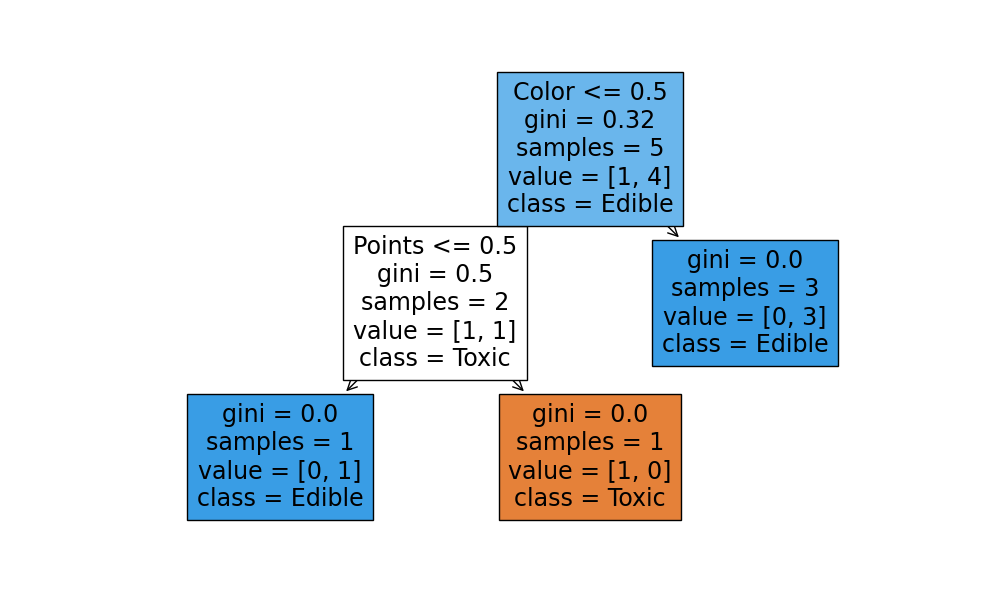 Color <= 0.5
gini = 0.32
samples = 5
value = [1, 4]
class = Edible
Points <= 0.5
gini = 0.5
samples = 2
value = [1, 1]
class = Toxic
gini = 0.0
samples = 3
value = [0, 3]
class = Edible
gini = 0.0
samples = 1
value = [0, 1]
class = Edible
gini = 0.0
samples = 1
value = [1, 0]
class = Toxic